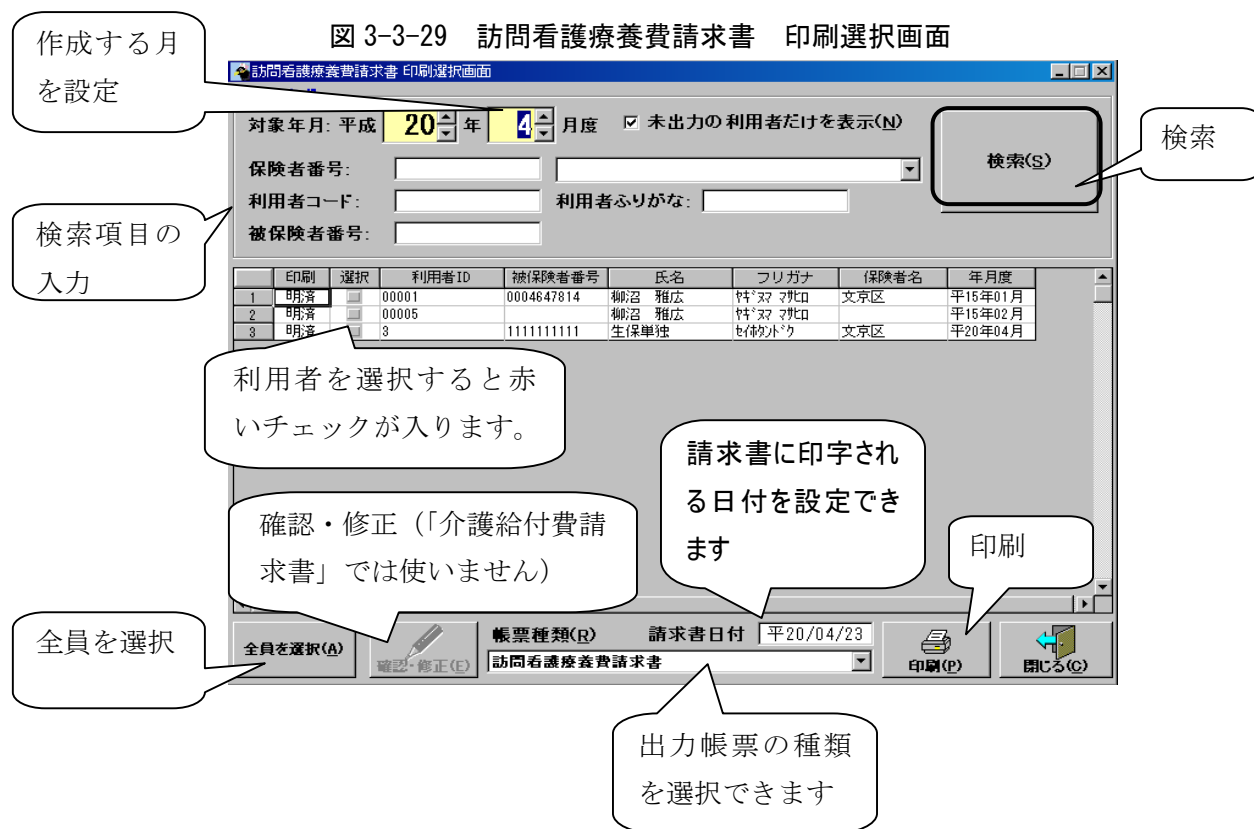 図 3-3-29　訪問看護療養費請求書　印刷選択画面
作成する月
を設定
訪問看護療養費請求書 印刷選択画面
対象年月: 平成 20 年 4 月度 未出力の利用者だけを表示(N)
検索(S)
検索
保険者番号:
利用者コード: 利用者ふりがな:
被保険者番号:
検索項目の
入力
印刷 選択 利用者ID 被保険者番号 氏名 フリガナ 保険者名 年月度
1 明済 00001 0004647814 柳沼　雅広 ヤギヌマ マサヒロ 文京区 平15年01月
2 明済 00005 柳沼　雅広 ヤギヌマ マサヒロ 平15年02月
3 明済 3 1111111111 生保単独 セイホタンドク 文京区 平20年04月
利用者を選択すると赤
いチェックが入ります。
請求書に印字され
る日付を設定でき
ます
確認・修正（「介護給付費請
求書」では使いません）
印刷
全員を選択
全員を選択(A)
確認・修正(E)
帳票種類(R) 請求書日付 平20/04/23
訪問看護療養費請求書
印刷(P)
閉じる(C)
出力帳票の種類
を選択できます